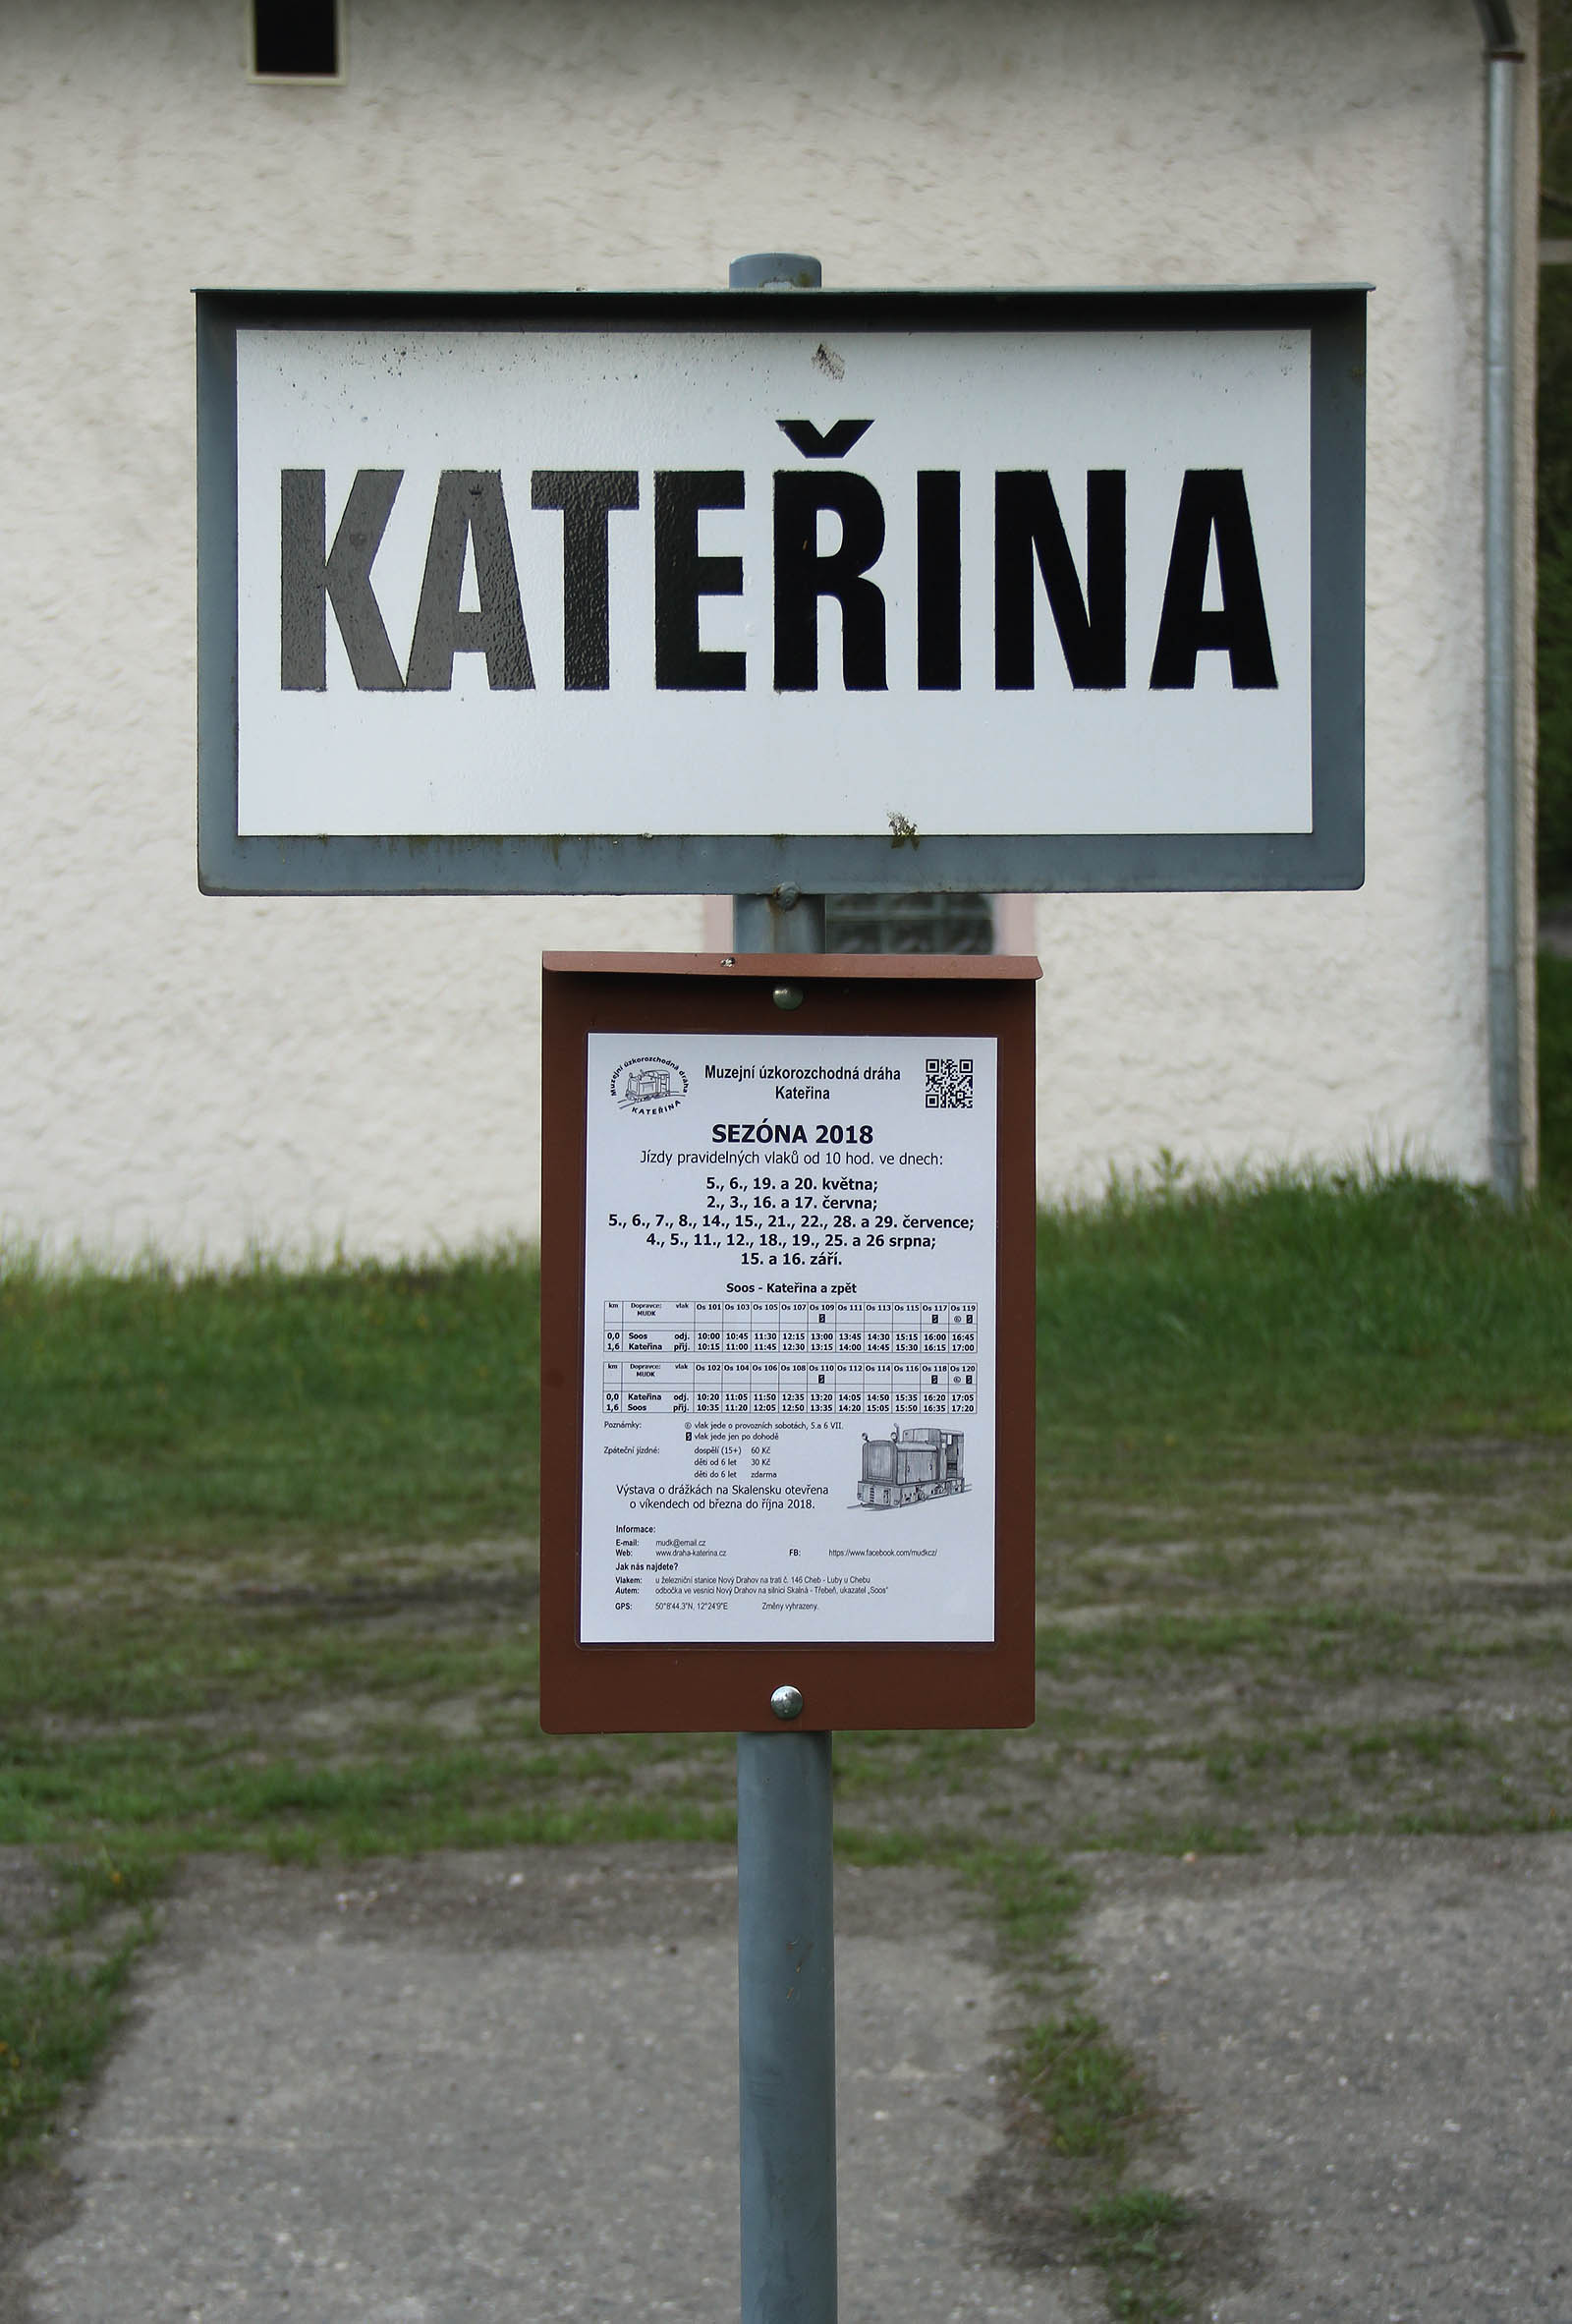 KATEŘINA
Muzejní úzkorozchodná dráha
KATEŘINA
Muzejní úzkorozchodná dráha
Kateřina
SEZÓNA 2018
Jízdy pravidelných vlaků od 10 hod. ve dnech:
5., 6., 19. a 20. května;
2., 3., 16. a 17. června;
5., 6., 7., 8., 14., 15., 21., 22., 28. a 29. července;
4., 5., 11., 12., 18., 19., 25. a 26 srpna;
15. a 16. září.
Soos - Kateřina a zpět
km Dopravce: vlak Os 101 Os 103 Os 105 Os 107 Os 109 Os 111 Os 113 Os 115 Os 117 Os 119
MUDK
0,0 Soos odj. 10:00 10:45 11:30 12:15 13:00 13:45 14:30 15:15 16:00 16:45
1,6 Kateřina příj. 10:15 11:00 11:45 12:30 13:15 14:00 14:45 15:30 16:15 17:00
km Dopravce: vlak Os 102 Os 104 Os 106 Os 108 Os 110 Os 112 Os 114 Os 116 Os 118 Os 120
MUDK
0,0 Kateřina odj. 10:20 11:05 11:50 12:35 13:20 14:05 14:50 15:35 16:20 17:05
1,6 Soos příj. 10:35 11:20 12:05 12:50 13:35 14:20 15:05 15:50 16:35 17:20
Poznámky: ⑥ vlak jede o provozních sobotách, 5.a 6 VII.
vlak jede jen po dohodě
Zpáteční jízdné: dospělí (15+) 60 Kč
děti od 6 let 30 Kč
děti do 6 let zdarma
Výstava o drážkách na Skalensku otevřena
o víkendech od března do října 2018.
Informace:
E-mail: mudk@email.cz
Web: www.draha-katerina.cz FB: https://www.facebook.com/mudkcz/
Jak nás najdete?
Vlakem: u železniční stanice Nový Drahov na trati č. 146 Cheb - Luby u Chebu
Autem: odbočka ve vesnici Nový Drahov na silnici Skalná - Třebeň, ukazatel „Soos"
GPS: 50°8'44.3"N, 12°24'9"E Změny vyhrazeny.